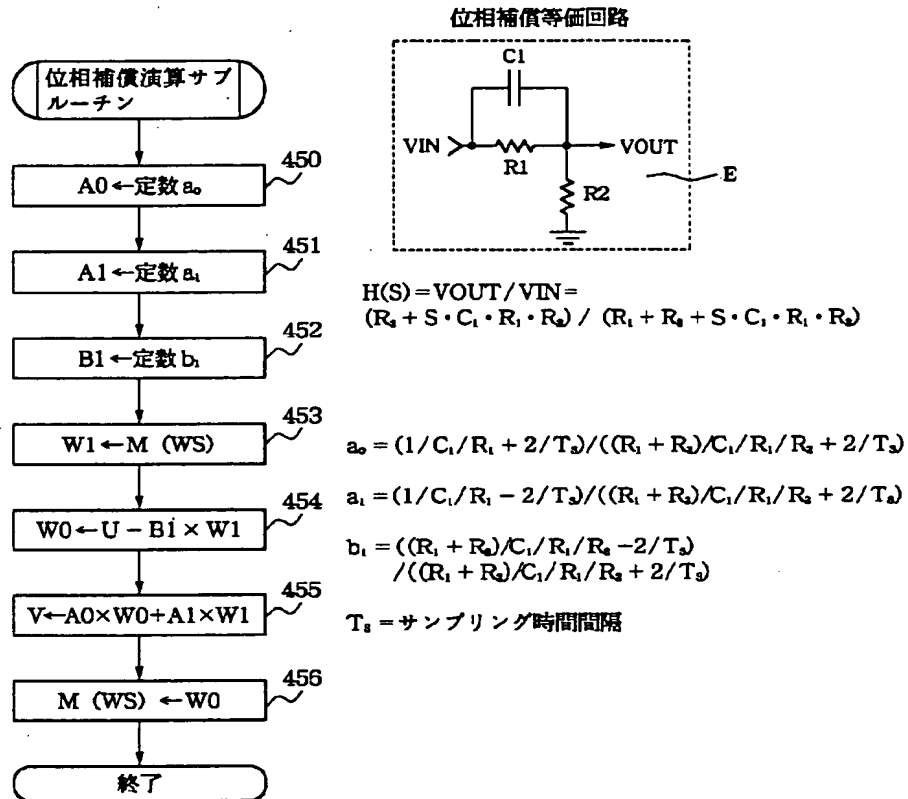 位相補償等価回路
C1
VIN
R1
VOUT
R2
E
位相補償演算サブ
ルーチン
450
A0←定数a₀
451
A1←定数a₁
452
B1←定数b₁
453
W1←M (WS)
454
W0←U−B1×W1
455
V←A0×W0+A1×W1
456
M (WS) ←W0
終了
H(S)=VOUT/VIN=
(R₂+S・C₁・R₁・R₂) / (R₁+R₂+S・C₁・R₁・R₂)
a₀=(1/C₁/R₁+2/Tₛ)/((R₁+R₂)/C₁/R₁/R₂+2/Tₛ)
a₁=(1/C₁/R₁−2/Tₛ)/((R₁+R₂)/C₁/R₁/R₂+2/Tₛ)
b₁=((R₁+R₂)/C₁/R₁/R₂−2/Tₛ)
/((R₁+R₂)/C₁/R₁/R₂+2/Tₛ)
Tₛ=サンプリング時間間隔